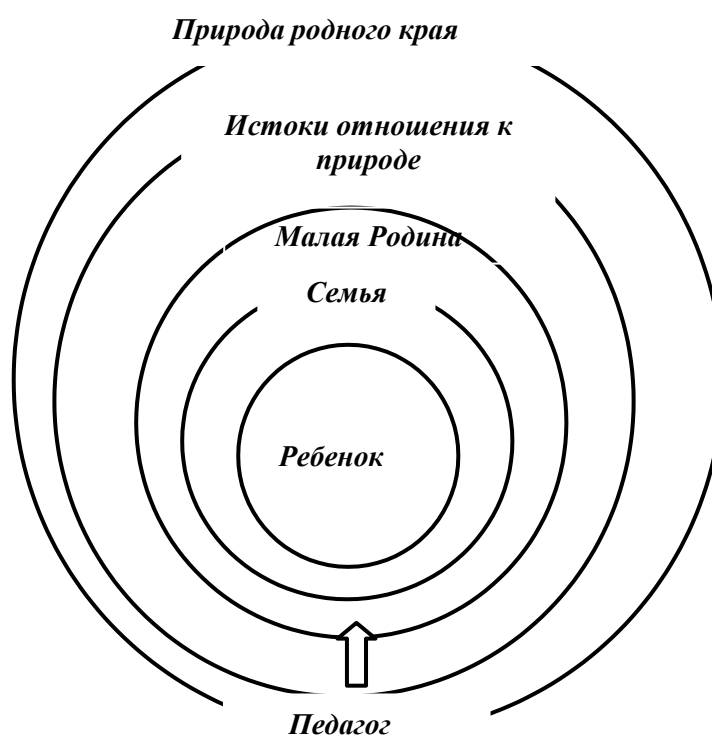 Природа родного края
Истоки отношения к
природе
Малая Родина
Семья
Ребенок
Педагог